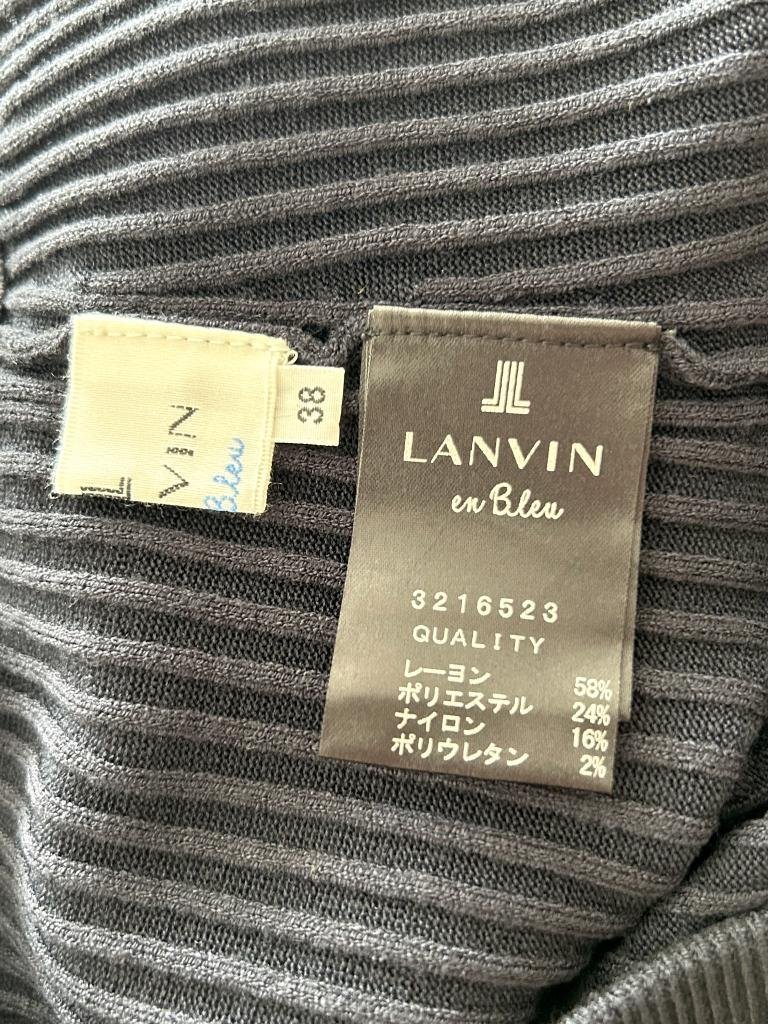 VIN
Bleu
38
LANVIN
en Bleu
3216523
QUALITY
レーヨン 58%
ポリエステル 24%
ナイロン 16%
ポリウレタン 2%